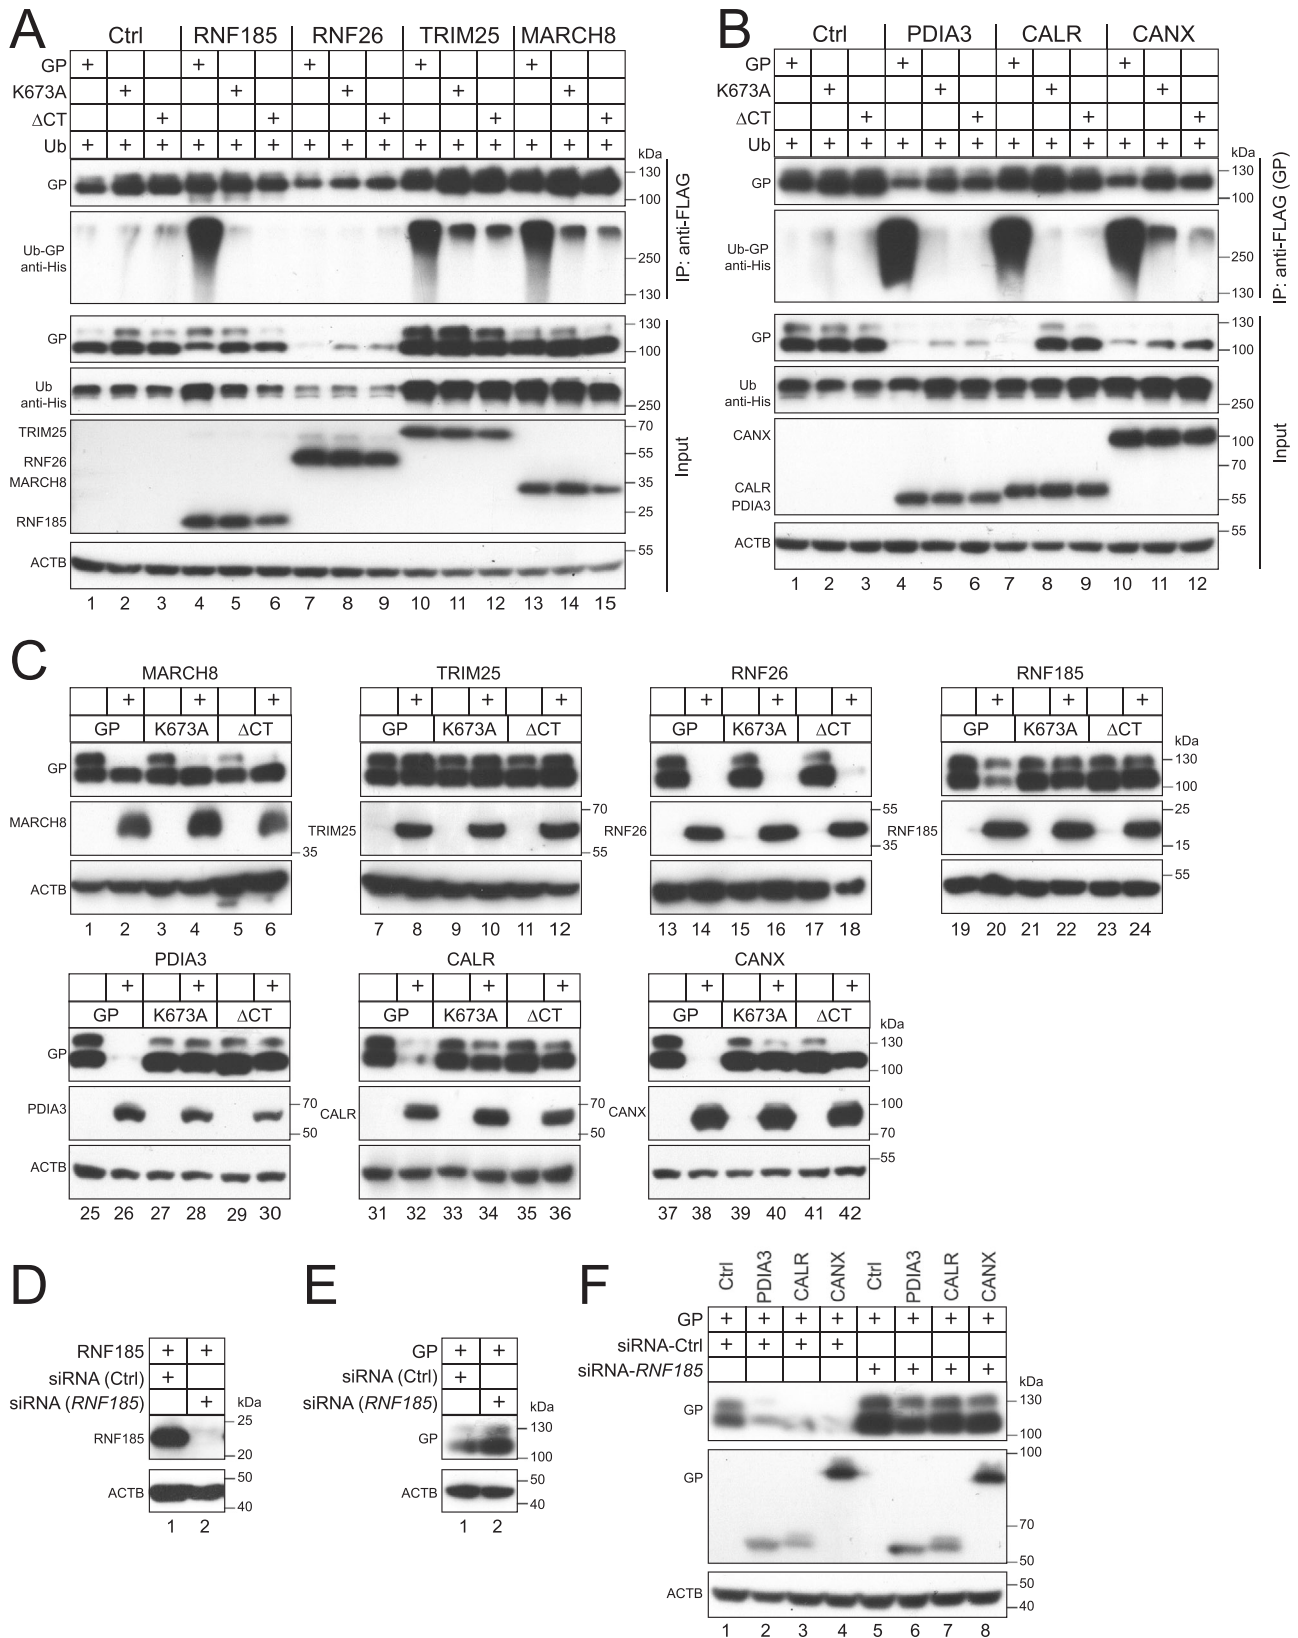 A
Ctrl RNF185 RNF26 TRIM25 MARCH8
GP + + + + +
K673A + + + + +
ΔCT + + + + +
Ub + + + + + + + + + + + + + + +
kDa
GP 130
100
IP: anti-FLAG
Ub-GP
anti-His
250
130
GP 130
100
Ub
anti-His
250
TRIM25 70
RNF26 55
MARCH8 35
RNF185 25
Input
ACTB 55
1 2 3 4 5 6 7 8 9 10 11 12 13 14 15
B
Ctrl PDIA3 CALR CANX
GP + + + +
K673A + + + +
ΔCT + + + +
Ub + + + + + + + + + + + +
kDa
GP 130
100
IP: anti-FLAG (GP)
Ub-GP
anti-His
250
130
GP 130
100
Ub
anti-His
250
CANX 100
70
CALR
PDIA3 55
Input
ACTB 55
1 2 3 4 5 6 7 8 9 10 11 12
C
MARCH8 TRIM25 RNF26 RNF185
+ + + + + + + + + + + +
GP K673A ΔCT GP K673A ΔCT GP K673A ΔCT GP K673A ΔCT
kDa
GP 130
100
MARCH8 35 TRIM25 70 55 RNF26 55 35 RNF185 25 15
ACTB 55
1 2 3 4 5 6 7 8 9 10 11 12 13 14 15 16 17 18 19 20 21 22 23 24
PDIA3 CALR CANX
+ + + + + + + + +
GP K673A ΔCT GP K673A ΔCT GP K673A ΔCT
kDa
GP 130
100
PDIA3 70 50 CALR 70 50 CANX 100 70
ACTB 55
25 26 27 28 29 30 31 32 33 34 35 36 37 38 39 40 41 42
D
RNF185 + +
siRNA (Ctrl) +
siRNA (RNF185) + kDa
RNF185 25
20
ACTB 50
40
1 2
E
GP + +
siRNA (Ctrl) +
siRNA (RNF185) + kDa
GP 130
100
ACTB 50
40
1 2
F
Ctrl PDIA3 CALR CANX Ctrl PDIA3 CALR CANX
GP + + + + + + + +
siRNA-Ctrl + + + +
siRNA-RNF185 + + + +
kDa
GP 130
100
100
GP
70
50
ACTB 50
40
1 2 3 4 5 6 7 8